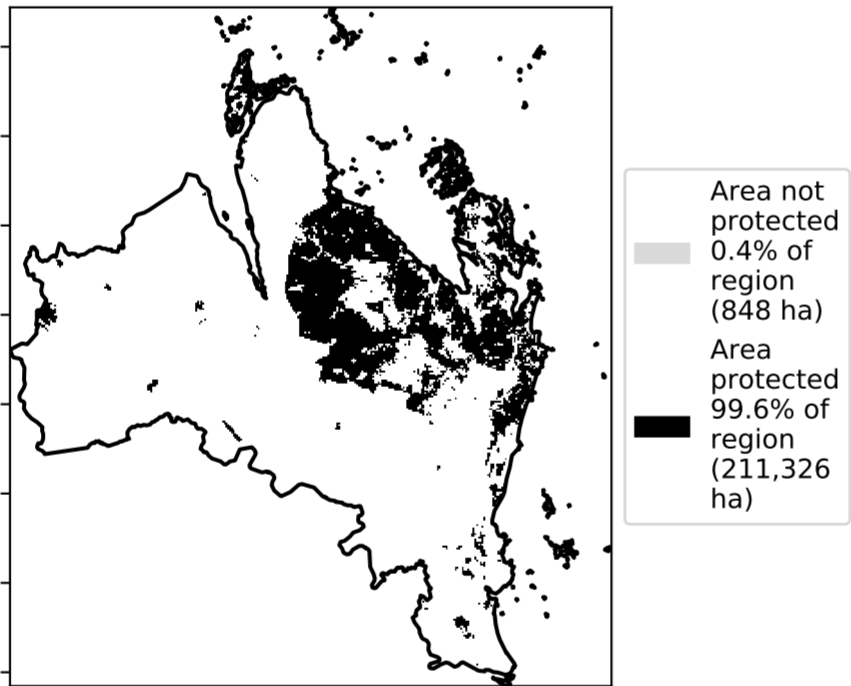 Area not
protected
0.4% of
region
(848 ha)
Area
protected
99.6% of
region
(211,326
ha)